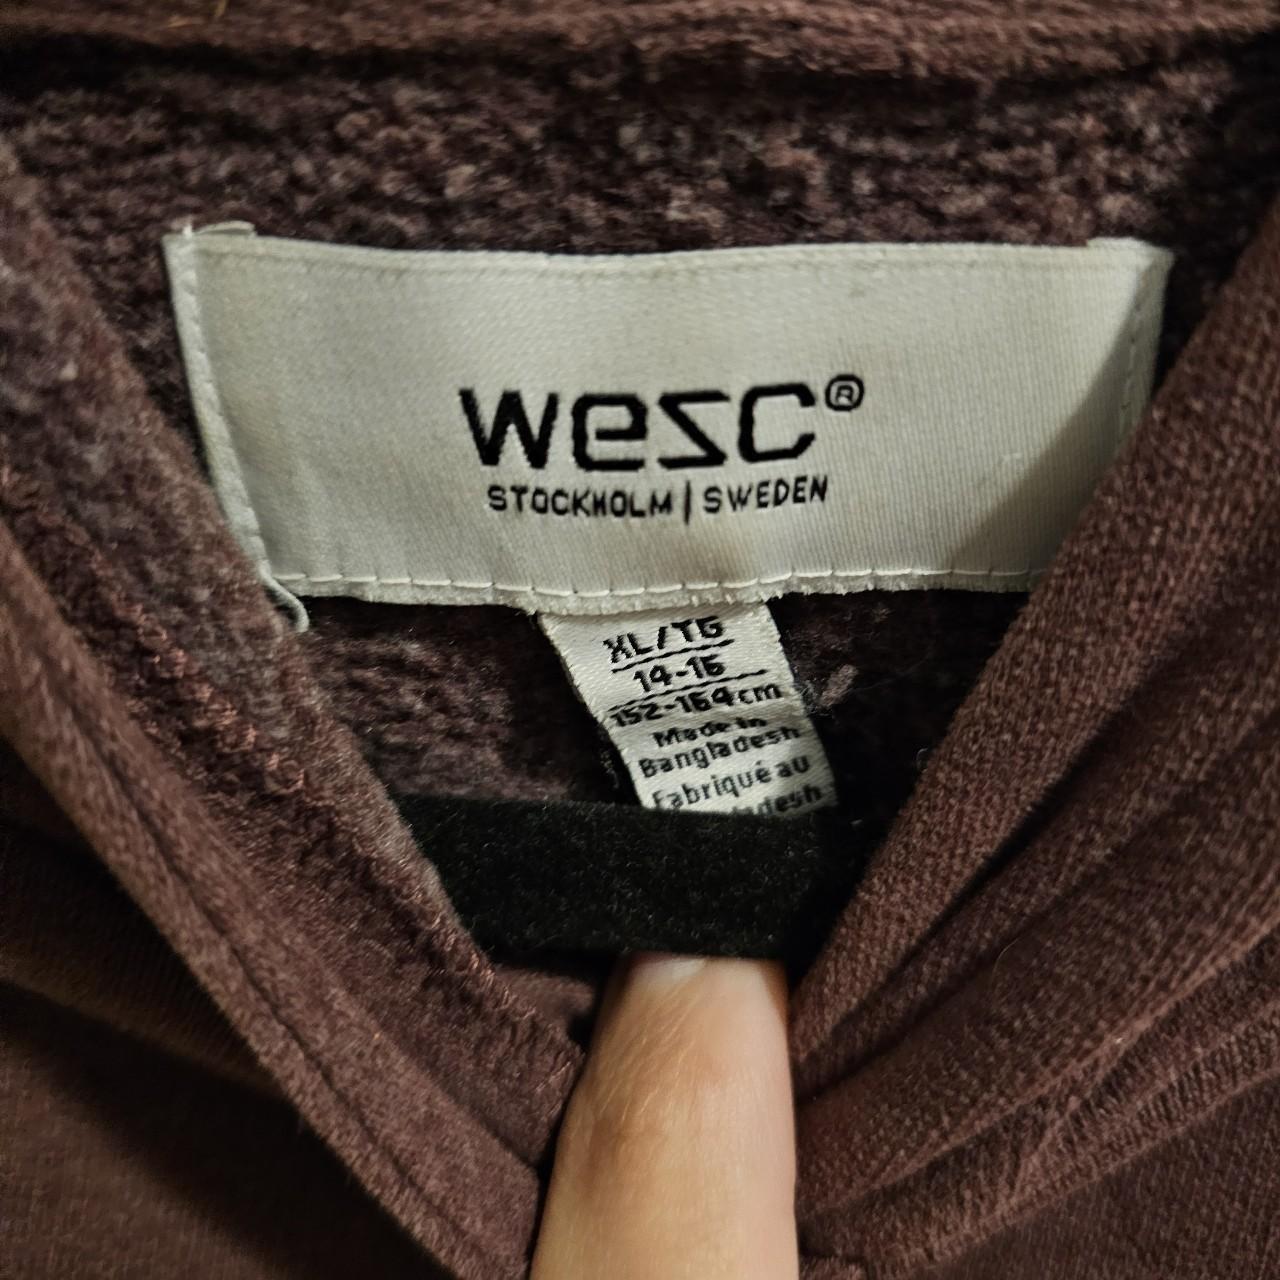 wesc®
STOCKHOLM | SWEDEN
XL/TG
14-16
152-164cm
Made in
Bangladesh
Fabriqué au